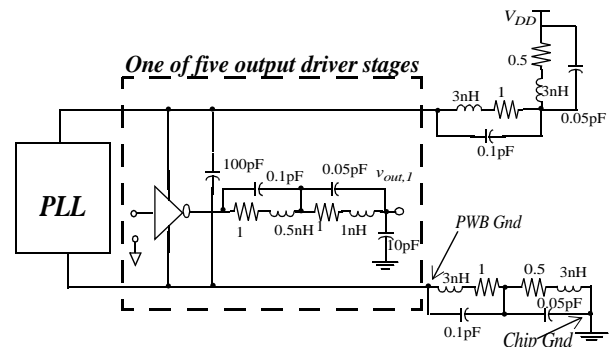 V_DD
One of five output driver stages
0.5
3nH
1
3nH
0.05pF
0.1pF
100pF
0.1pF
0.05pF
v_out,1
PLL
1
0.5nH
1
1nH
10pF
PWB Gnd
3nH
1
0.5
3nH
0.1pF
0.05pF
Chip Gnd